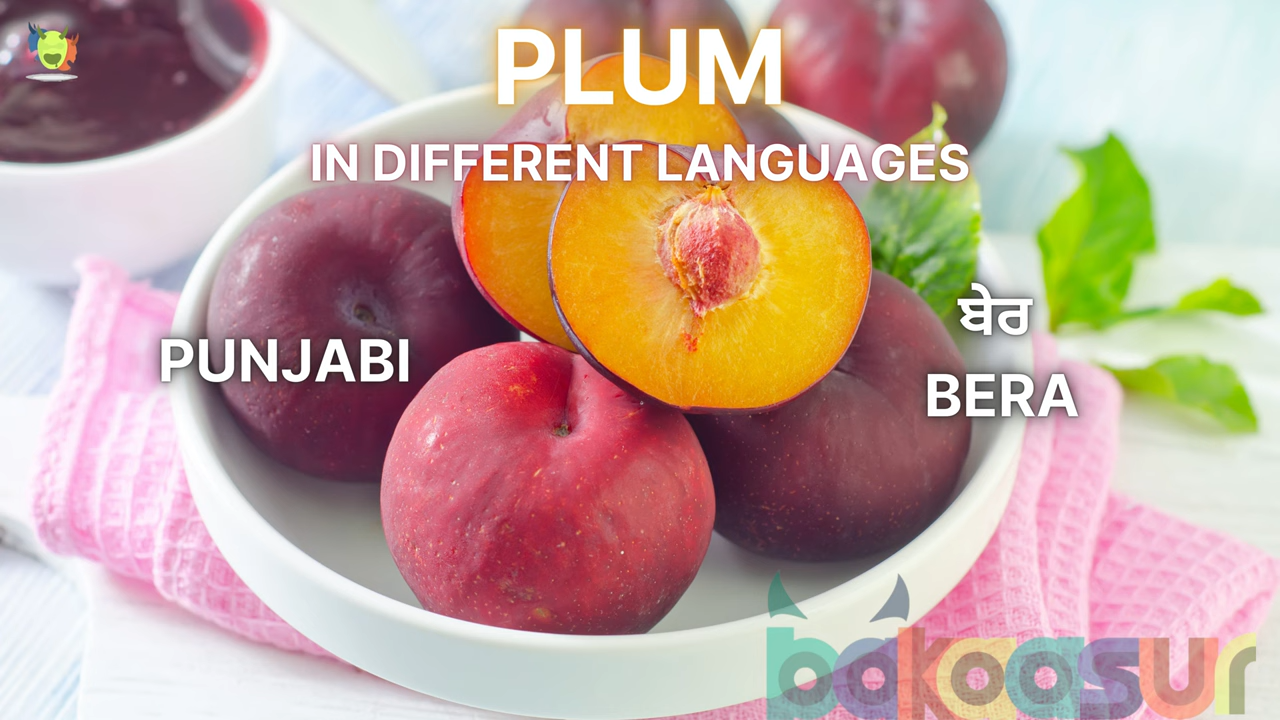 PLUM
IN DIFFERENT LANGUAGES
PUNJABI
ਬੇਰ
BERA
bakaasur